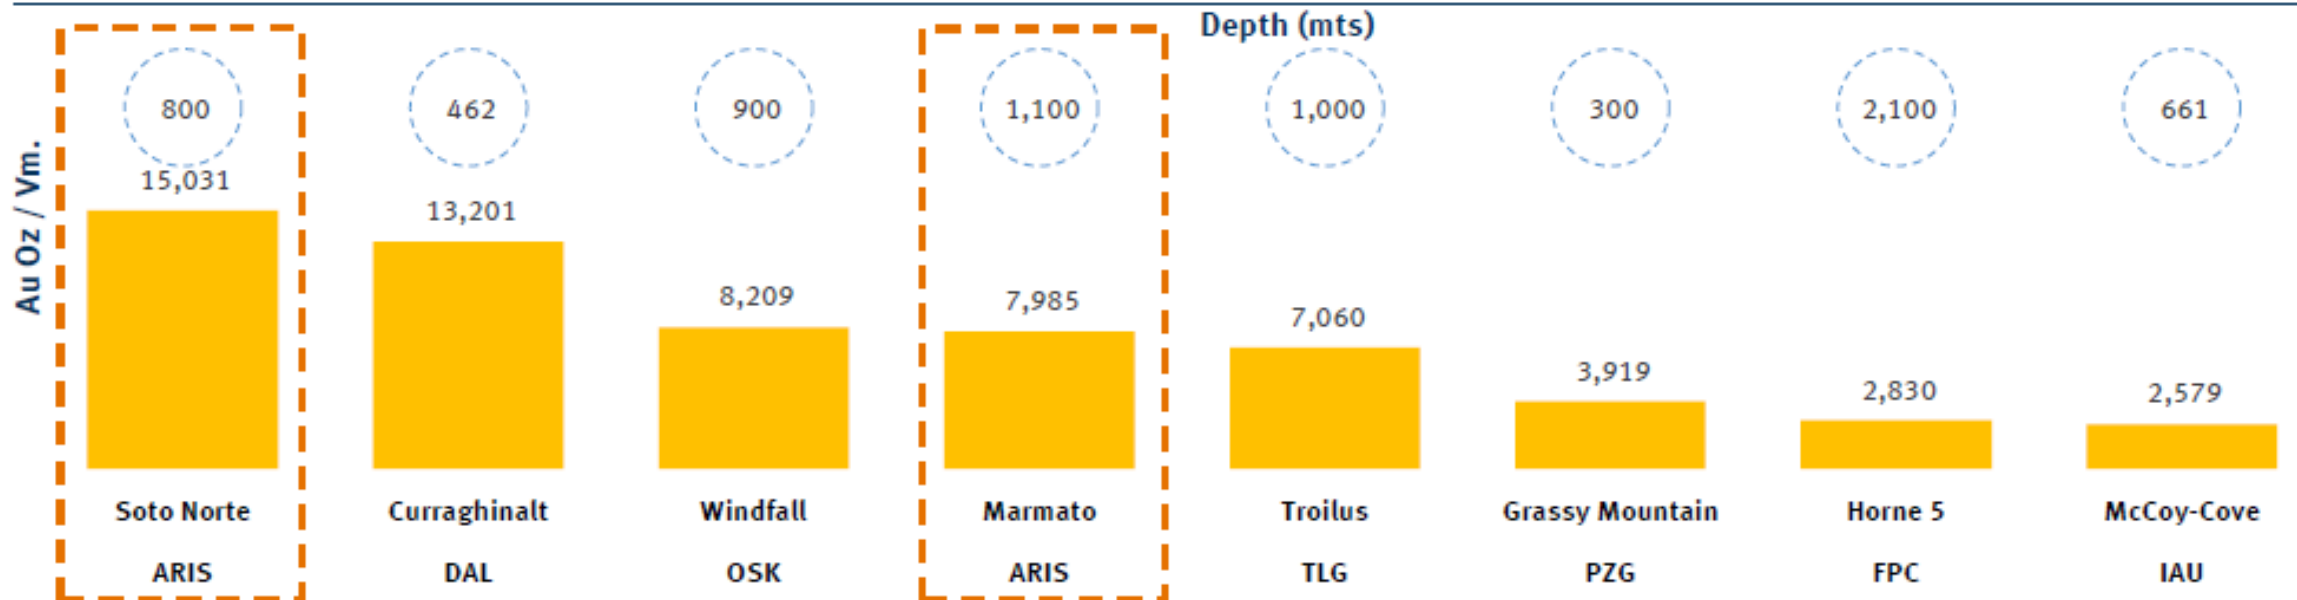 Depth (mts)
800 462 900 1,100 1,000 300 2,100 661
Au Oz / Vm.
15,031 13,201 8,209 7,985 7,060 3,919 2,830 2,579
Soto Norte Curraghinalt Windfall Marmato Troilus Grassy Mountain Horne 5 McCoy-Cove
ARIS DAL OSK ARIS TLG PZG FPC IAU